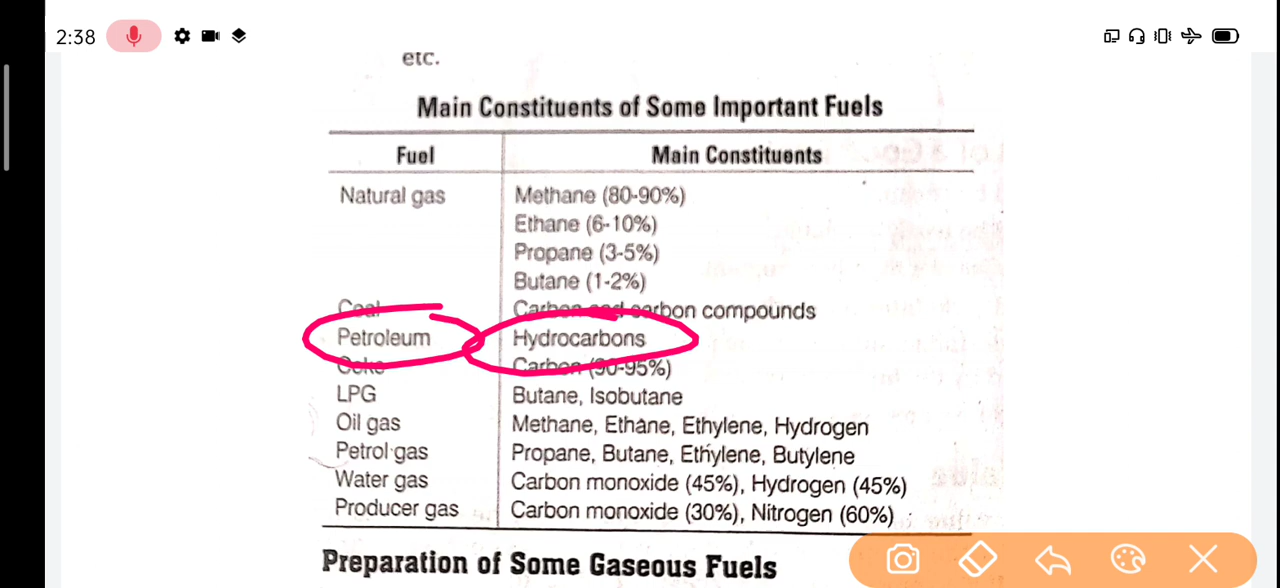 2:38
etc.
Main Constituents of Some Important Fuels
Fuel Main Constituents
Natural gas Methane (80-90%)
Ethane (6-10%)
Propane (3-5%)
Butane (1-2%)
Coal Carbon and carbon compounds
Petroleum Hydrocarbons
Coke Carbon (90-95%)
LPG Butane, Isobutane
Oil gas Methane, Ethane, Ethylene, Hydrogen
Petrol gas Propane, Butane, Ethylene, Butylene
Water gas Carbon monoxide (45%), Hydrogen (45%)
Producer gas Carbon monoxide (30%), Nitrogen (60%)
Preparation of Some Gaseous Fuels